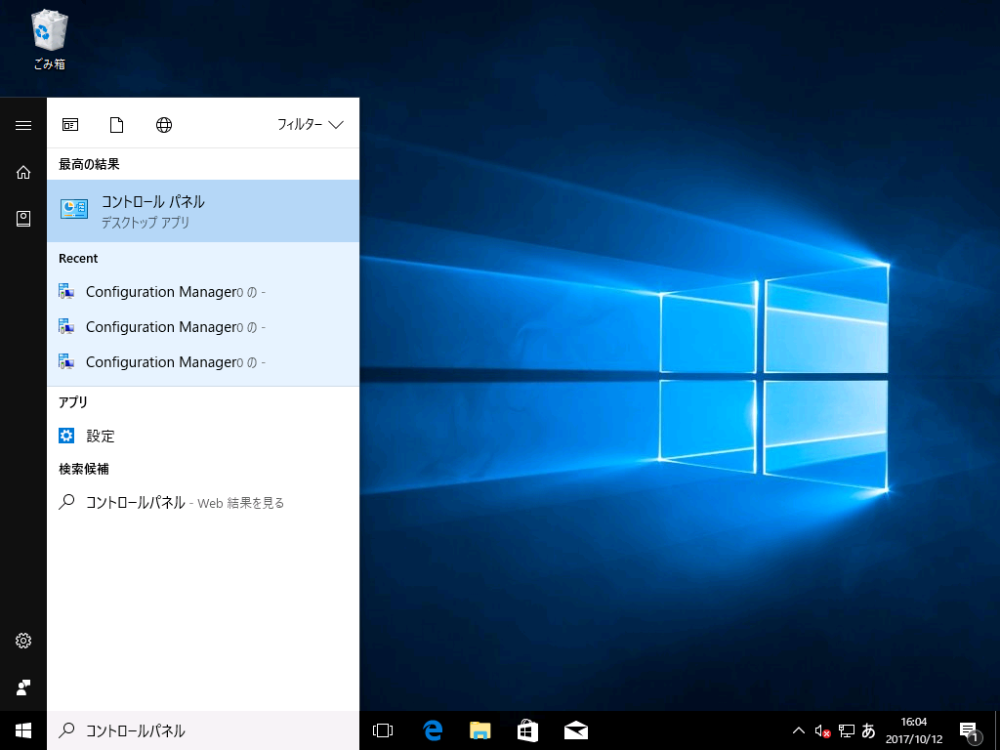 ごみ箱
フィルター
最高の結果
コントロール パネル
デスクトップ アプリ
Recent
Configuration Manager0 の -
Configuration Manager0 の -
Configuration Manager0 の -
アプリ
設定
検索候補
コントロールパネル - Web 結果を見る
コントロールパネル
あ
16:04
2017/10/12
1